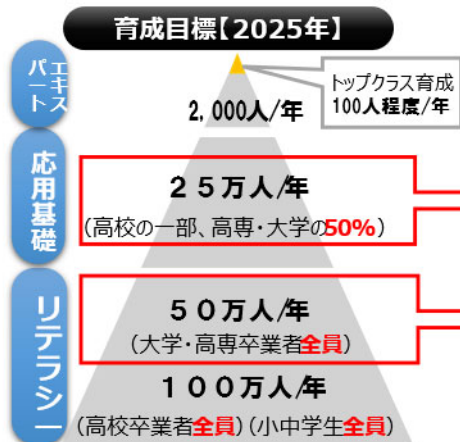 育成目標【2025年】
エキス
パート
トップクラス育成
100人程度/年
2,000人/年
応用基礎
25万人/年
(高校の一部、高専・大学の50%)
リテラシー
50万人/年
(大学・高専卒業者全員)
100万人/年
(高校卒業者全員)(小中学生全員)